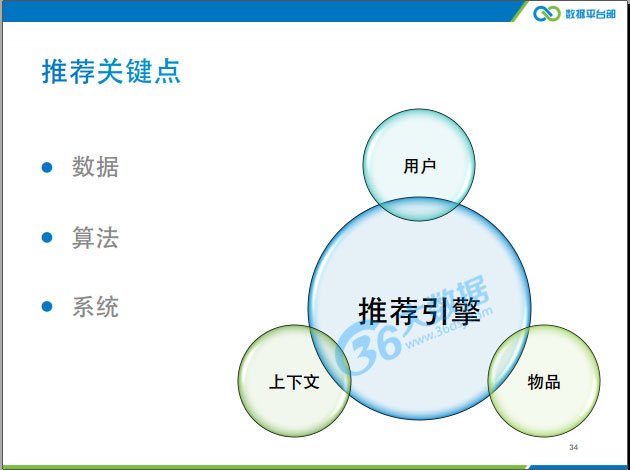 数据平台部
推荐关键点
数据
算法
系统
用户
推荐引擎
36大数据
www.36dsj.com
上下文
物品
34